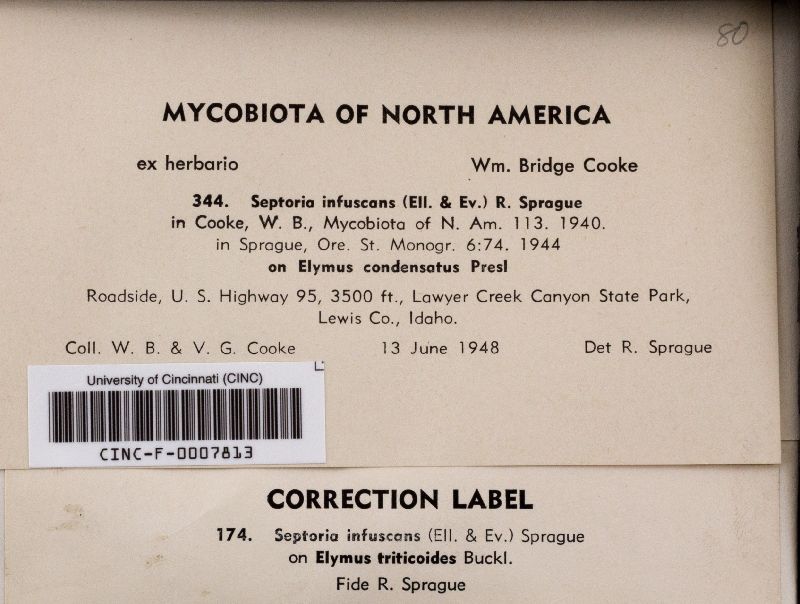 80
MYCOBIOTA OF NORTH AMERICA
ex herbario Wm. Bridge Cooke
344. Septoria infuscans (Ell. & Ev.) R. Sprague
in Cooke, W. B., Mycobiota of N. Am. 113. 1940.
in Sprague, Ore. St. Monogr. 6:74. 1944
on Elymus condensatus Presl
Roadside, U. S. Highway 95, 3500 ft., Lawyer Creek Canyon State Park,
Lewis Co., Idaho.
Coll. W. B. & V. G. Cooke 13 June 1948 Det R. Sprague
University of Cincinnati (CINC)
CINC-F-0007813
CORRECTION LABEL
174. Septoria infuscans (Ell. & Ev.) Sprague
on Elymus triticoides Buckl.
Fide R. Sprague